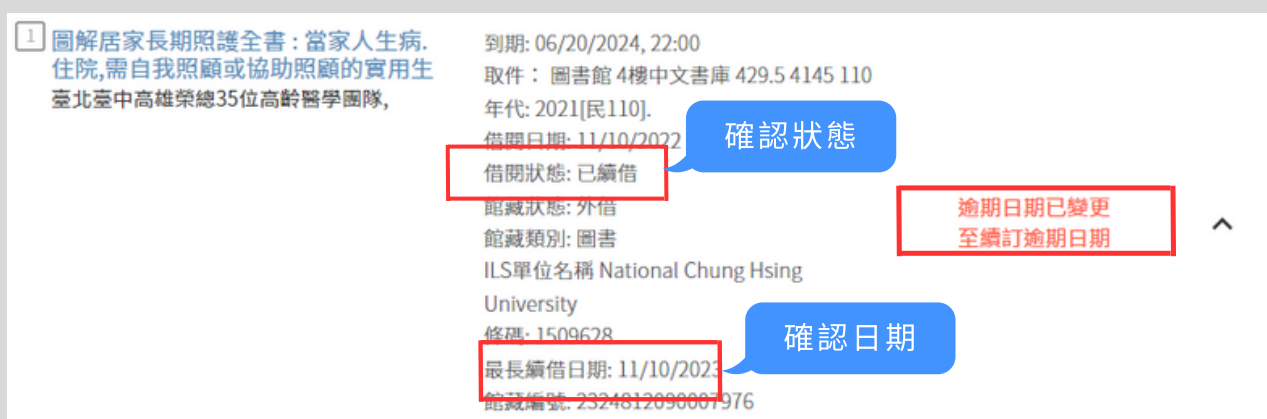 1
圖解居家長期照護全書 : 當家人生病.
住院,需自我照顧或協助照顧的實用生
臺北臺中高雄榮總35位高齡醫學團隊,
到期: 06/20/2024, 22:00
取件： 圖書館 4樓中文書庫 429.5 4145 110
年代: 2021[民110].
借閱日期: 11/10/2022
確認狀態
借閱狀態: 已續借
館藏狀態: 外借
逾期日期已變更
至續訂逾期日期
館藏類別: 圖書
ILS單位名稱 National Chung Hsing
University
條碼: 1509628
確認日期
最長續借日期: 11/10/2023
館藏編號: 2324812090007976